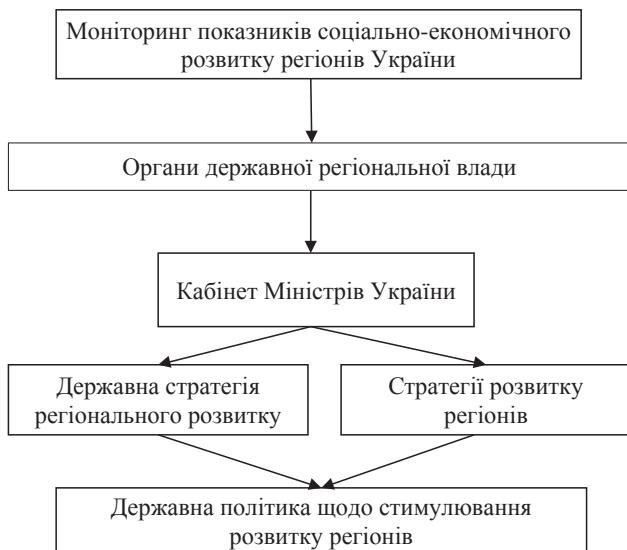 Моніторинг показників соціально-економічного
розвитку регіонів України
Органи державної регіональної влади
Кабінет Міністрів України
Державна стратегія
регіонального розвитку
Стратегії розвитку
регіонів
Державна політика щодо стимулювання
розвитку регіонів